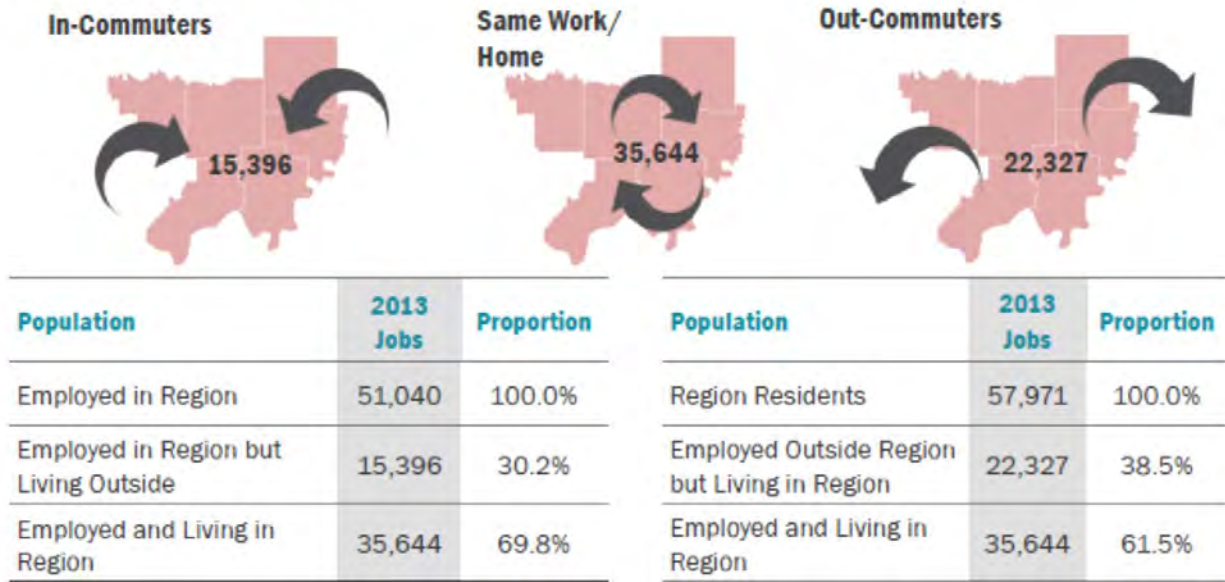 In-Commuters
15,396
Same Work/
Home
35,644
Out-Commuters
22,327
Population 2013 Jobs Proportion
Employed in Region 51,040 100.0%
Employed in Region but
Living Outside 15,396 30.2%
Employed and Living in
Region 35,644 69.8%
Population 2013 Jobs Proportion
Region Residents 57,971 100.0%
Employed Outside Region
but Living in Region 22,327 38.5%
Employed and Living in
Region 35,644 61.5%